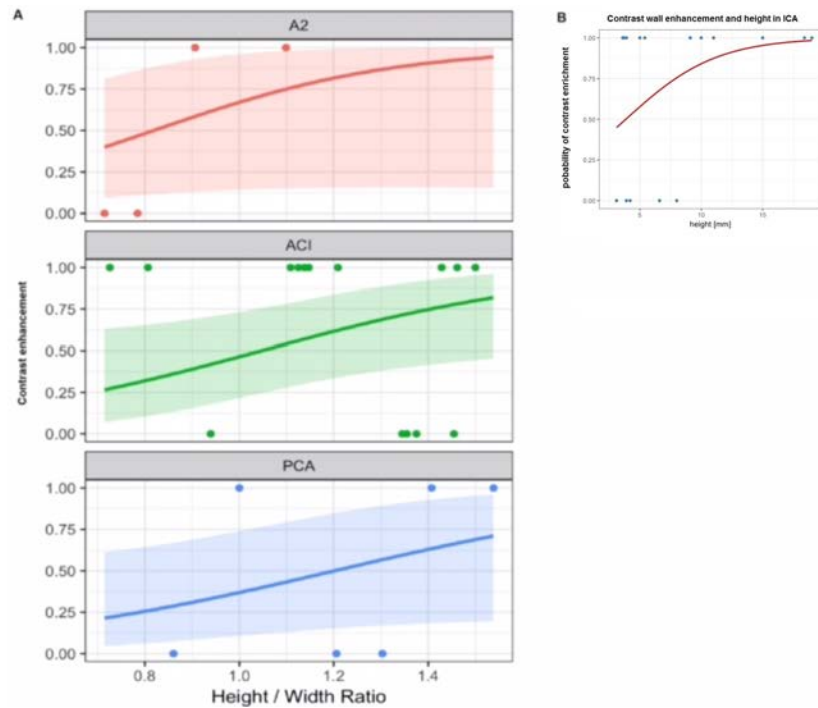 A
A2
1.00
0.75
0.50
0.25
0.00
ACI
1.00
0.75
0.50
0.25
0.00
Contrast enhancement
PCA
1.00
0.75
0.50
0.25
0.00
0.8 1.0 1.2 1.4
Height / Width Ratio
B
Contrast wall enhancement and height in ICA
pobability of contrast enrichment
1.00
0.75
0.50
0.25
0.00
5 10 15
height [mm]